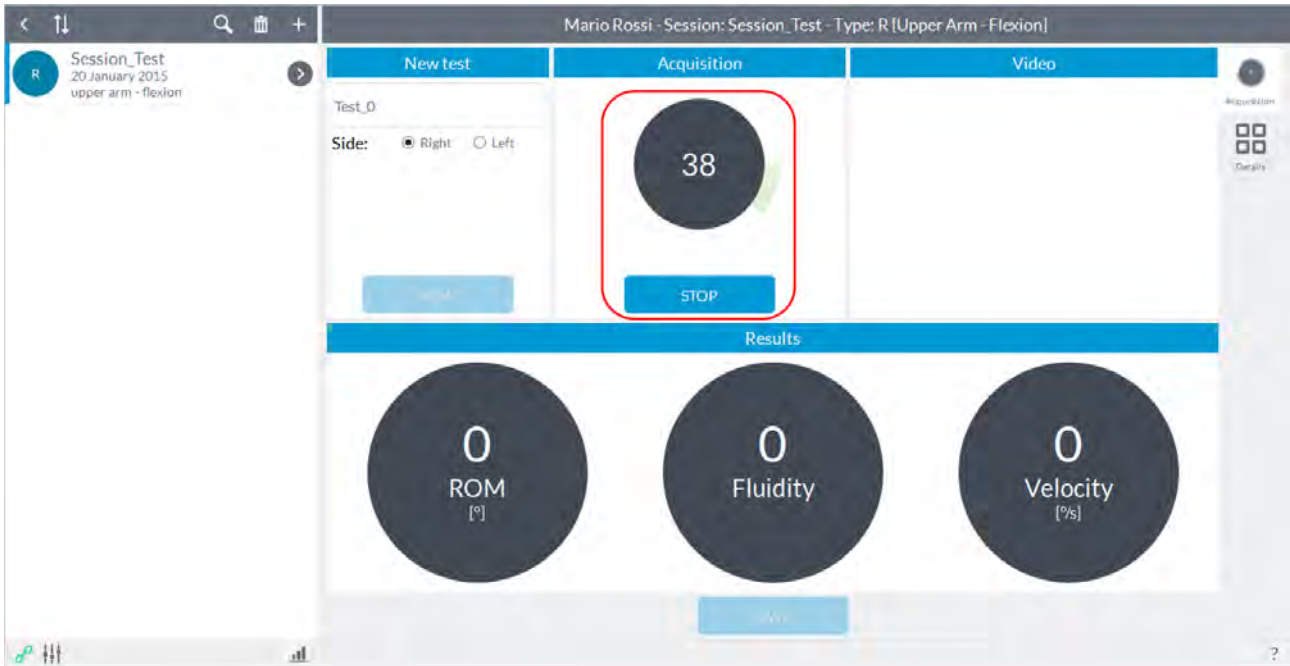 Mario Rossi - Session: Session_Test - Type: R [Upper Arm - Flexion]
R
Session_Test
20 January 2015
upper arm - flexion
New test
Acquisition
Video
Test_0
Side: Right Left
38
STOP
Acquisition
Details
Results
0
ROM
[°]
0
Fluidity
0
Velocity
[°/s]
?